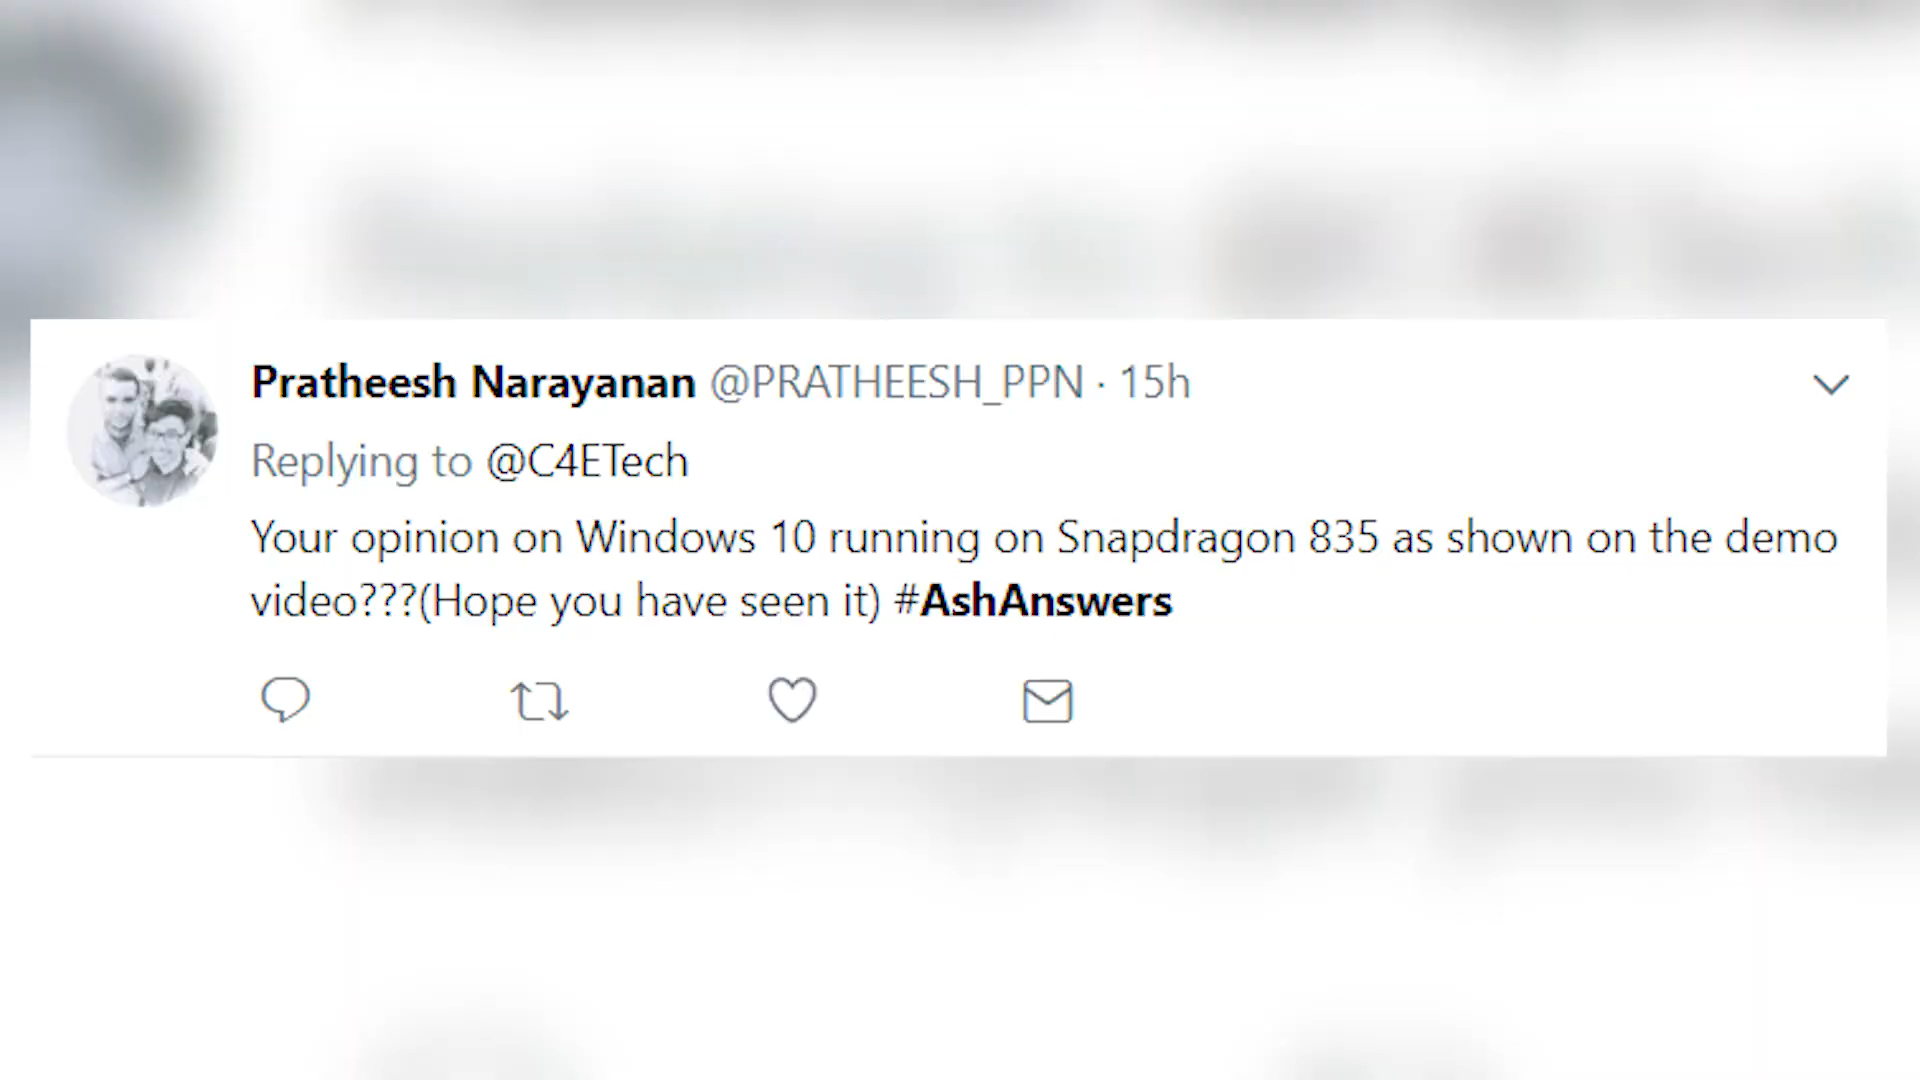 Pratheesh Narayanan @PRATHEESH_PPN · 15h
Replying to @C4ETech
Your opinion on Windows 10 running on Snapdragon 835 as shown on the demo
video???(Hope you have seen it) #AshAnswers